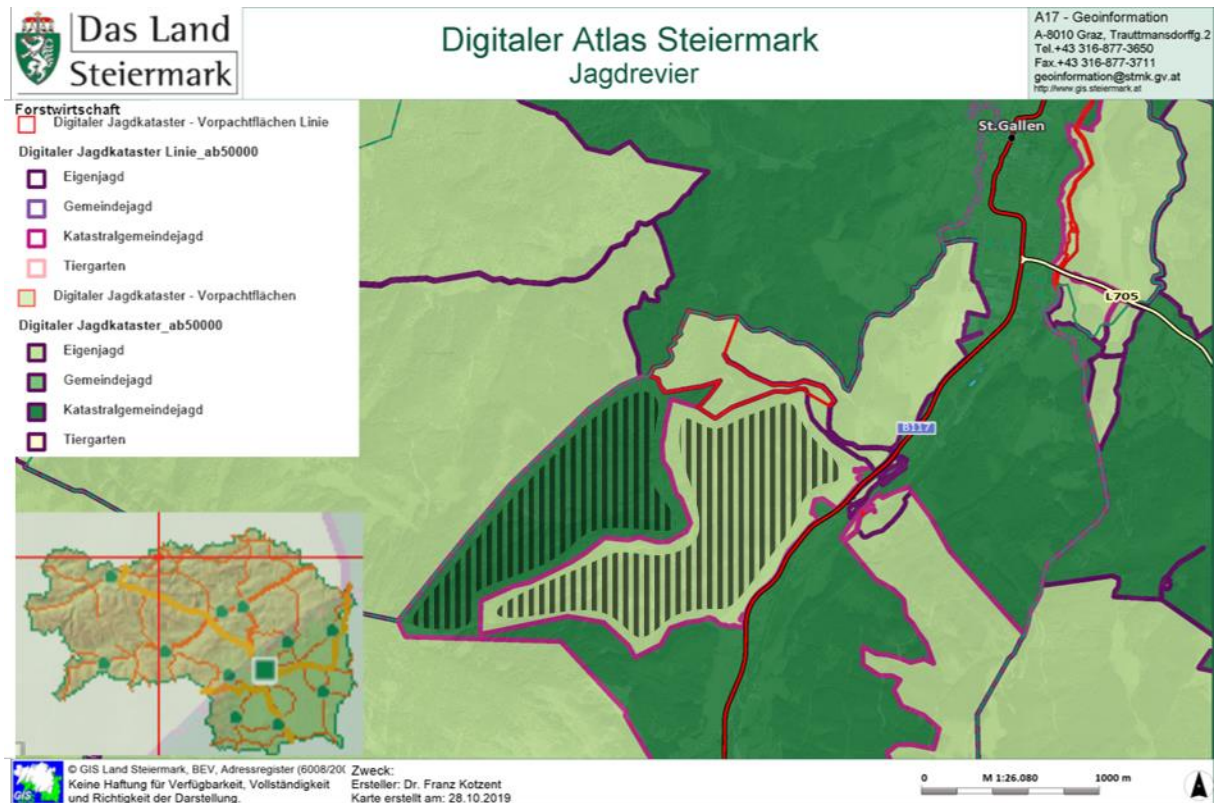 Das Land
Steiermark
Digitaler Atlas Steiermark
Jagdrevier
A17 - Geoinformation
A-8010 Graz, Trauttmansdorffg.2
Tel.+43 316-877-3650
Fax.+43 316-877-3711
geoinformation@stmk.gv.at
http://www.gis.steiermark.at
Forstwirtschaft
Digitaler Jagdkataster - Vorpachtflächen Linie
Digitaler Jagdkataster Linie_ab50000
Eigenjagd
Gemeindejagd
Katastralgemeindejagd
Tiergarten
Digitaler Jagdkataster - Vorpachtflächen
Digitaler Jagdkataster_ab50000
Eigenjagd
Gemeindejagd
Katastralgemeindejagd
Tiergarten
St.Gallen
L705
B117
GIS
© GIS Land Steiermark, BEV, Adressregister (6008/200
Keine Haftung für Verfügbarkeit, Vollständigkeit
und Richtigkeit der Darstellung.
Zweck:
Ersteller: Dr. Franz Kotzent
Karte erstellt am: 28.10.2019
0 M 1:26.080 1000 m